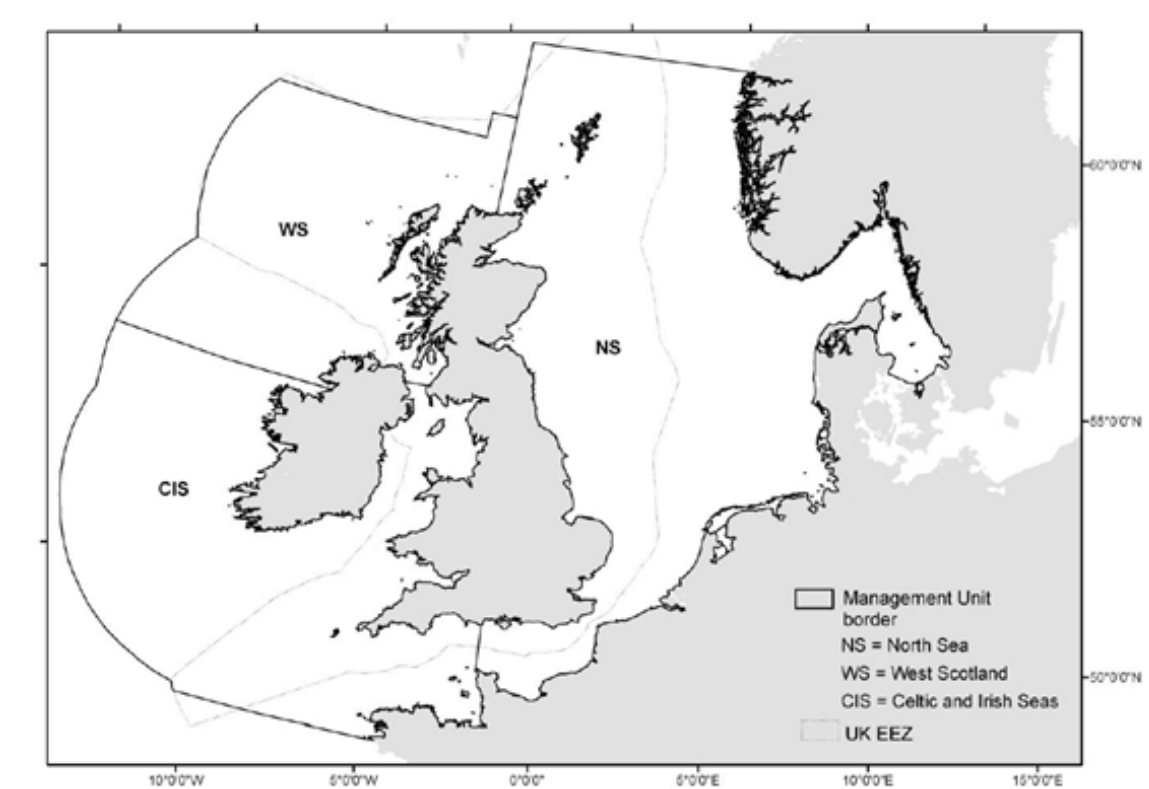 60°0'0"N
WS
NS
55°0'0"N
CIS
Management Unit
border
NS = North Sea
WS = West Scotland
50°0'0"N
CIS = Celtic and Irish Seas
UK EEZ
10°0'0"W 5°0'0"W 0°0'0" 5°0'0"E 10°0'0"E 15°0'0"E